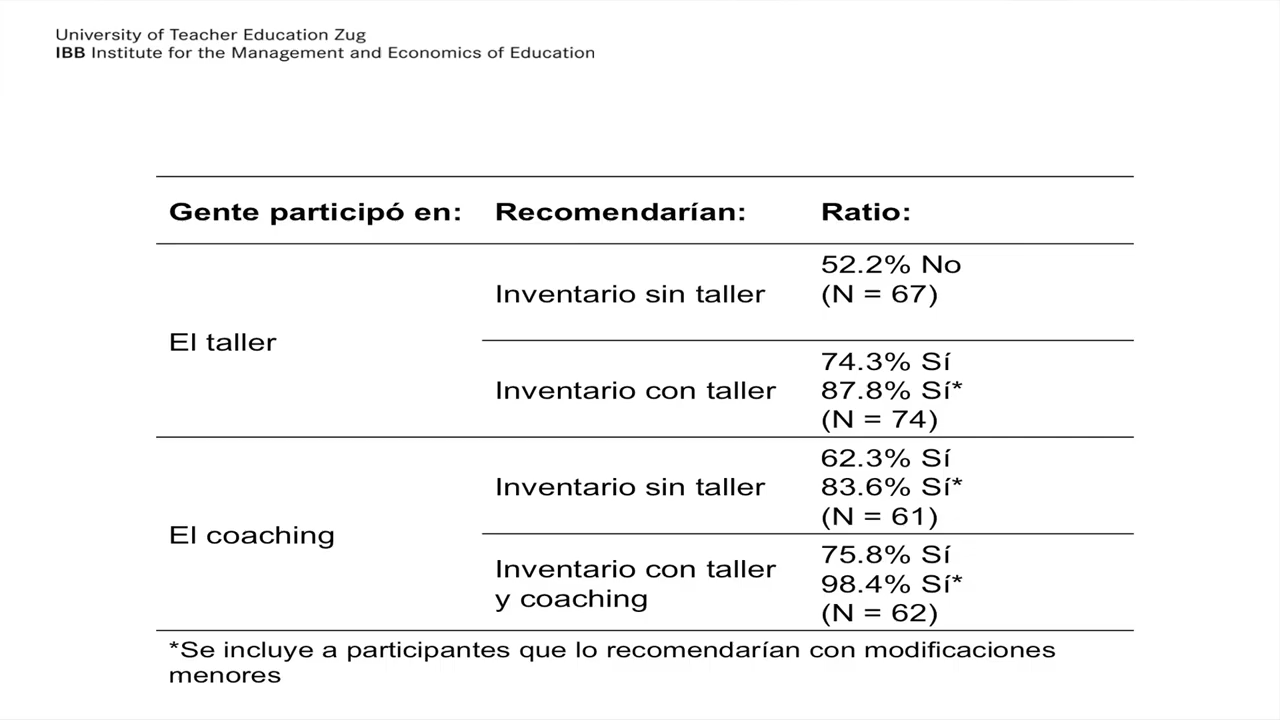 University of Teacher Education Zug
IBB Institute for the Management and Economics of Education
Gente participó en: Recomendarían: Ratio:
El taller
Inventario sin taller
52.2% No
(N = 67)
Inventario con taller
74.3% Sí
87.8% Sí*
(N = 74)
El coaching
Inventario sin taller
62.3% Sí
83.6% Sí*
(N = 61)
Inventario con taller
y coaching
75.8% Sí
98.4% Sí*
(N = 62)
*Se incluye a participantes que lo recomendarían con modificaciones
menores